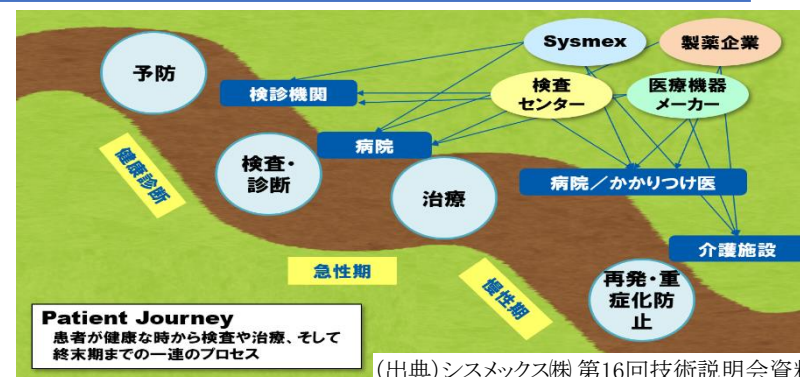 Sysmex
製薬企業
予防
検診機関
検査
センター
医療機器
メーカー
病院
健康診断
検査・
診断
治療
病院／かかりつけ医
介護施設
急性期
慢性期
再発・重
症化防
止
Patient Journey
患者が健康な時から検査や治療、そして
終末期までの一連のプロセス
(出典)シスメックス㈱ 第16回技術説明会資料